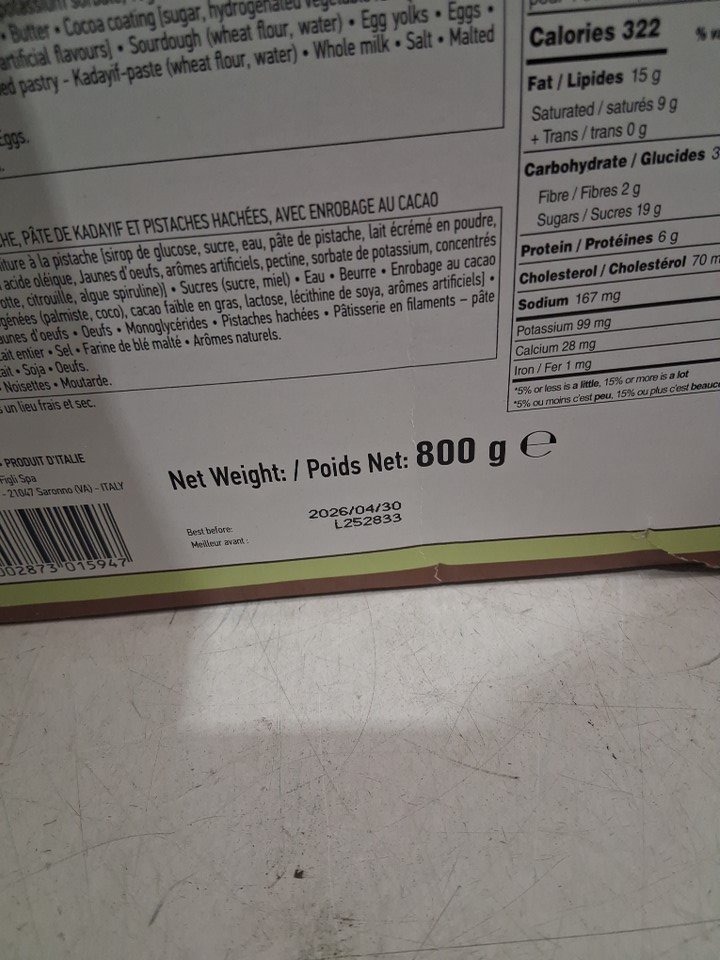 • Butter • Cocoa coating [sugar, hydrogenated
artificial flavours] • Sourdough (wheat flour, water) • Egg yolks • Eggs •
pastry - Kadayif-paste (wheat flour, water) • Whole milk • Salt • Malted
Eggs.
PÂTE DE KADAYIF ET PISTACHES HACHÉES, AVEC ENROBAGE AU CACAO
à la pistache [sirop de glucose, sucre, eau, pâte de pistache, lait écrémé en poudre,
acide oléique, Jaunes d'oeufs, arômes artificiels, pectine, sorbate de potassium, concentrés
citrouille, algue spiruline)] • Sucres (sucre, miel) • Eau • Beurre • Enrobage au cacao
(palmiste, coco), cacao faible en gras, lactose, lécithine de soya, arômes artificiels] •
d'oeufs • Oeufs • Monoglycérides • Pistaches hachées • Pâtisserie en filaments – pâte
entier • Sel • Farine de blé malté • Arômes naturels.
• Soja • Oeufs.
Noisettes • Moutarde.
un lieu frais et sec.
- PRODUIT D'ITALIE
Figli Spa
- 21047 Saronno (VA) - ITALY
002873 015947
Net Weight: / Poids Net: 800 g ℮
Best before:
Meilleur avant :
2026/04/30
L252833
Calories 322
%
Fat / Lipides 15 g
Saturated / saturés 9 g
+ Trans / trans 0 g
Carbohydrate / Glucides
Fibre / Fibres 2 g
Sugars / Sucres 19 g
Protein / Protéines 6 g
Cholesterol / Cholestérol 70
Sodium 167 mg
Potassium 99 mg
Calcium 28 mg
Iron / Fer 1 mg
*5% or less is a little, 15% or more is a lot
*5% ou moins c'est peu, 15% ou plus c'est